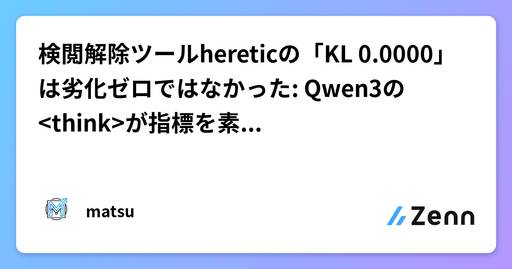 検閲解除ツールhereticの「KL 0.0000」
は劣化ゼロではなかった: Qwen3の
<think>が指標を素...
matsu
Zenn